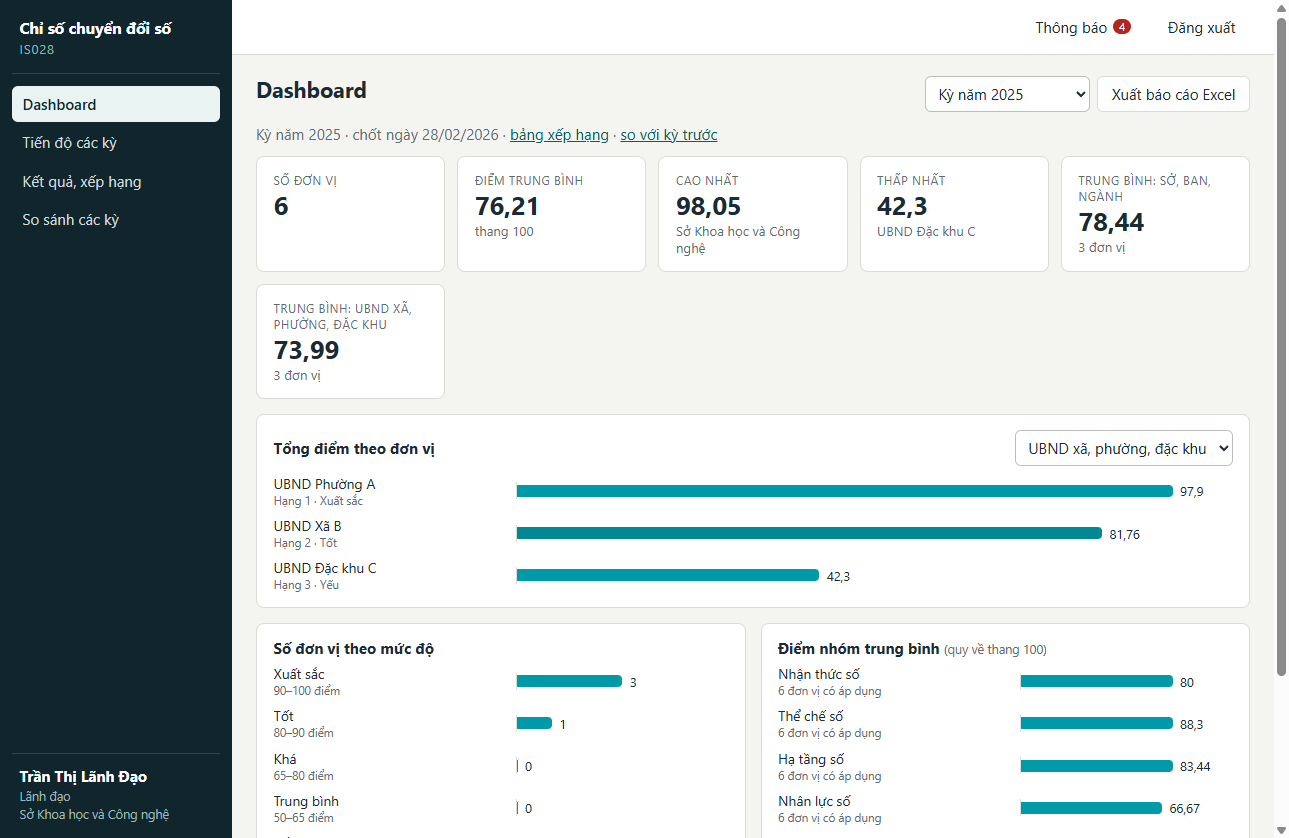 Chỉ số chuyển đổi số
IS028
Dashboard
Tiến độ các kỳ
Kết quả, xếp hạng
So sánh các kỳ
Trần Thị Lãnh Đạo
Lãnh đạo
Sở Khoa học và Công nghệ
Thông báo 4
Đăng xuất
Dashboard
Kỳ năm 2025
Xuất báo cáo Excel
Kỳ năm 2025 · chốt ngày 28/02/2026 · bảng xếp hạng · so với kỳ trước
SỐ ĐƠN VỊ
6
ĐIỂM TRUNG BÌNH
76,21
thang 100
CAO NHẤT
98,05
Sở Khoa học và Công
nghệ
THẤP NHẤT
42,3
UBND Đặc khu C
TRUNG BÌNH: SỞ, BAN,
NGÀNH
78,44
3 đơn vị
TRUNG BÌNH: UBND XÃ,
PHƯỜNG, ĐẶC KHU
73,99
3 đơn vị
Tổng điểm theo đơn vị
UBND xã, phường, đặc khu
UBND Phường A
Hạng 1 · Xuất sắc
97,9
UBND Xã B
Hạng 2 · Tốt
81,76
UBND Đặc khu C
Hạng 3 · Yếu
42,3
Số đơn vị theo mức độ
Xuất sắc
90–100 điểm
3
Tốt
80–90 điểm
1
Khá
65–80 điểm
0
Trung bình
50–65 điểm
0
Điểm nhóm trung bình (quy về thang 100)
Nhận thức số
6 đơn vị có áp dụng
80
Thể chế số
6 đơn vị có áp dụng
88,3
Hạ tầng số
6 đơn vị có áp dụng
83,44
Nhân lực số
6 đơn vị có áp dụng
66,67